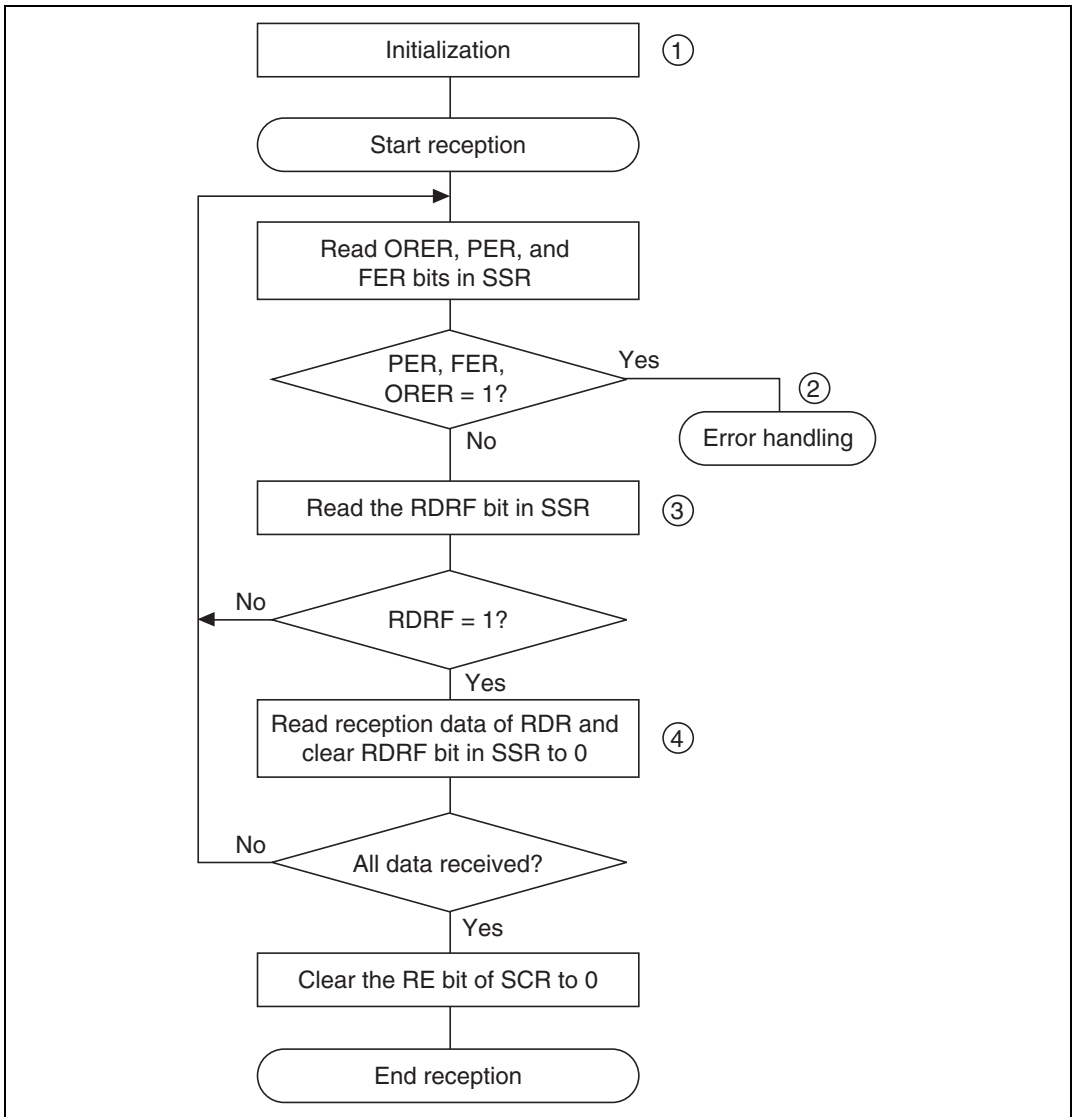 Initialization
①
Start reception
Read ORER, PER, and
FER bits in SSR
PER, FER,
ORER = 1?
Yes
②
Error handling
No
Read the RDRF bit in SSR
③
No
RDRF = 1?
Yes
Read reception data of RDR and
clear RDRF bit in SSR to 0
④
No
All data received?
Yes
Clear the RE bit of SCR to 0
End reception